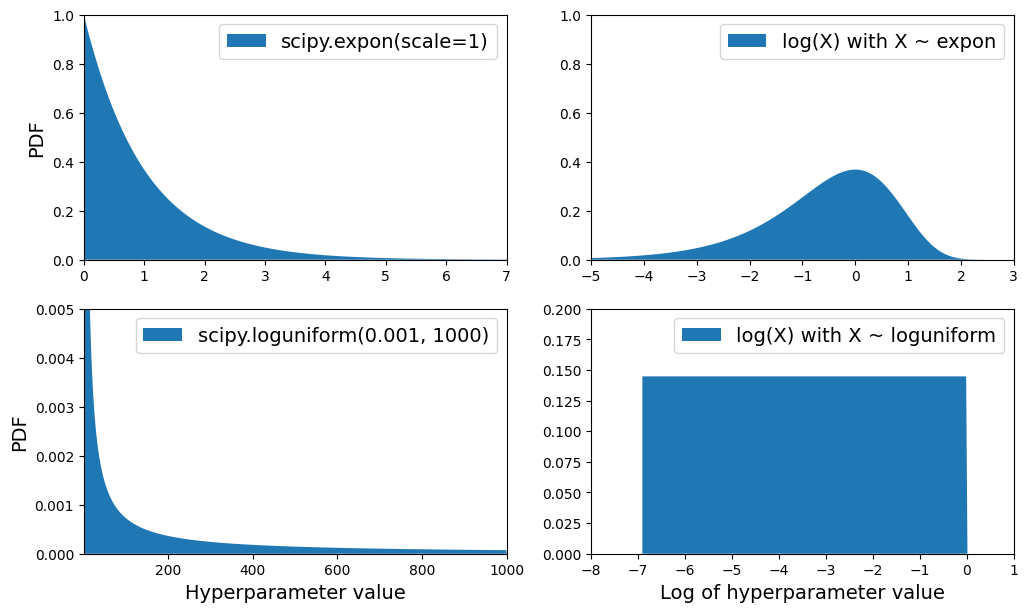 scipy.expon(scale=1)
PDF
0.0
0.2
0.4
0.6
0.8
1.0
0 1 2 3 4 5 6 7
log(X) with X ~ expon
0.0
0.2
0.4
0.6
0.8
1.0
−5 −4 −3 −2 −1 0 1 2 3
scipy.loguniform(0.001, 1000)
PDF
0.000
0.001
0.002
0.003
0.004
0.005
200 400 600 800 1000
Hyperparameter value
log(X) with X ~ loguniform
0.000
0.025
0.050
0.075
0.100
0.125
0.150
0.175
0.200
−8 −7 −6 −5 −4 −3 −2 −1 0 1
Log of hyperparameter value